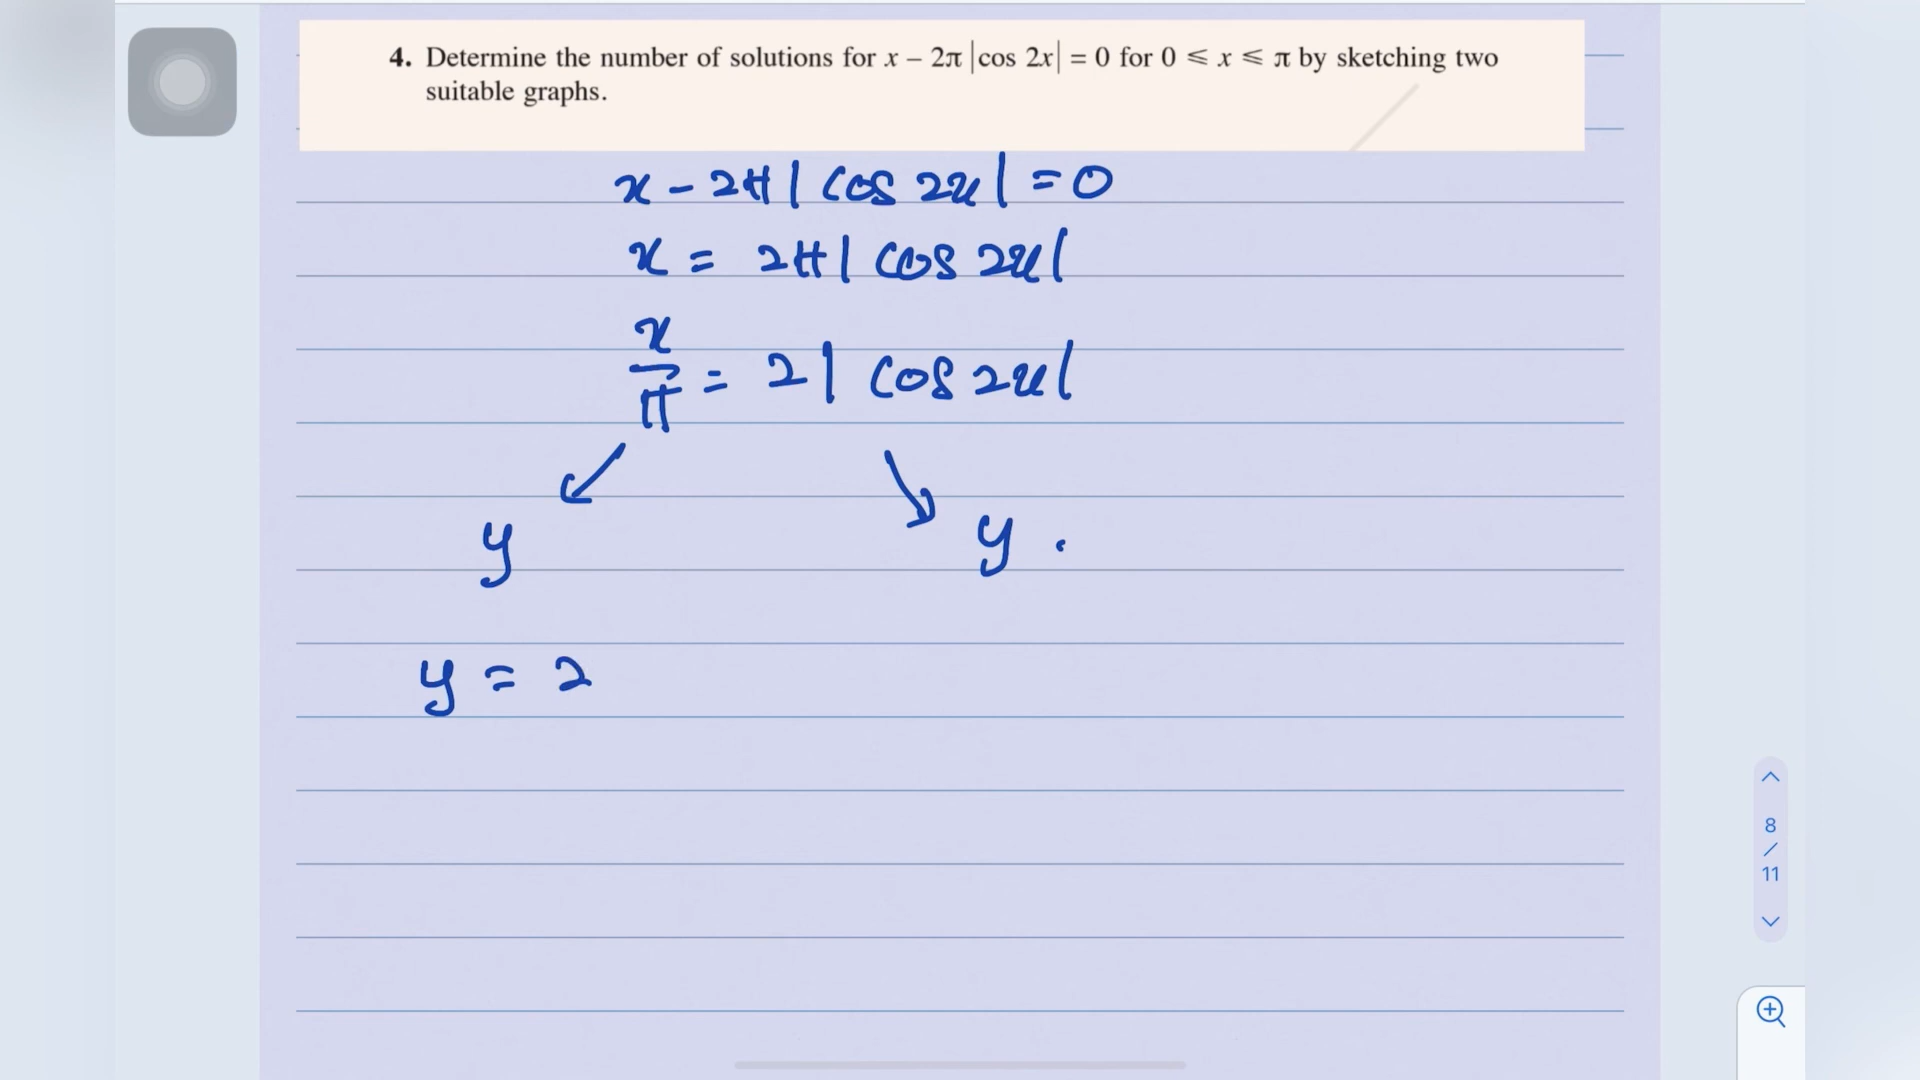 4. Determine the number of solutions for x – 2π |cos 2x| = 0 for 0 ⩽ x ⩽ π by sketching two
suitable graphs.
x - 2π | cos 2x | = 0
x = 2π | cos 2x |
x/π = 2 | cos 2x |
y y .
y = 2
8
/
11